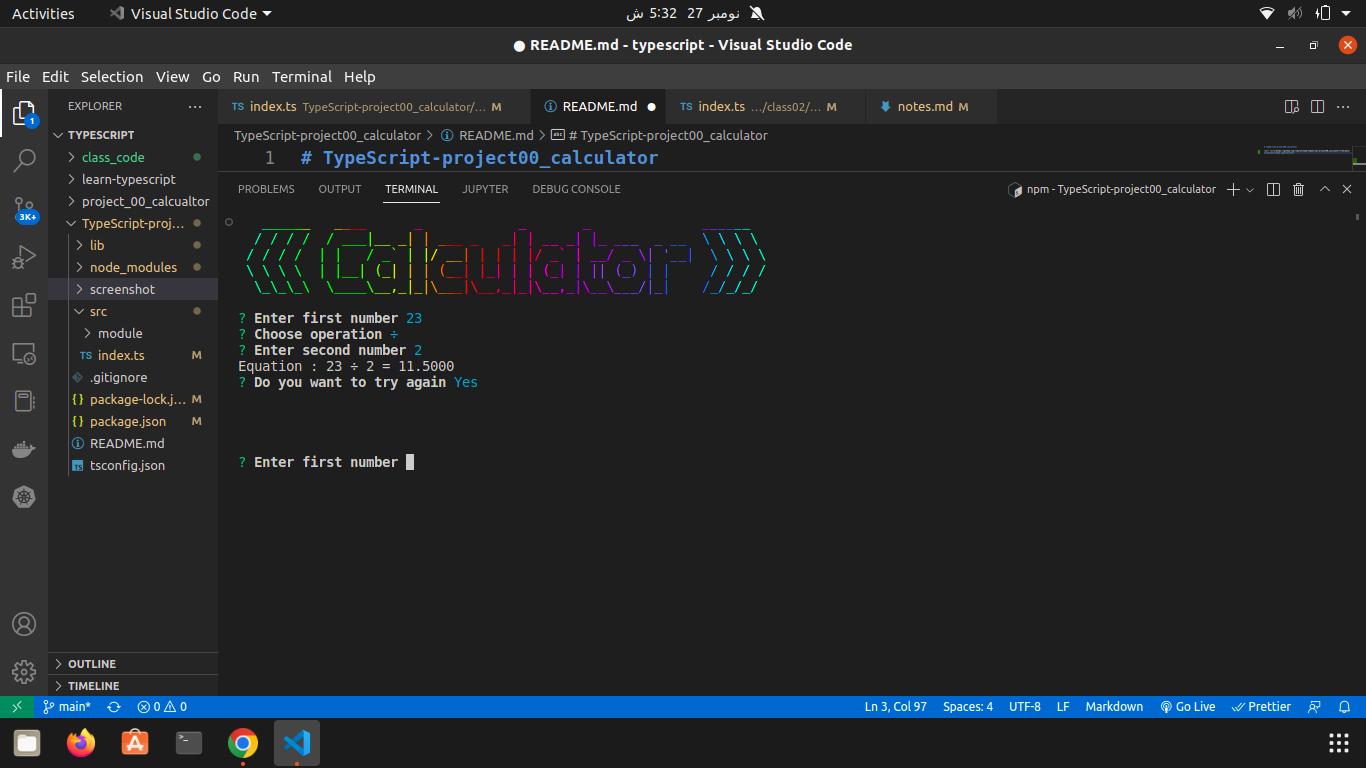 Activities Visual Studio Code نومبر 27 5:32 ش
● README.md - typescript - Visual Studio Code
File Edit Selection View Go Run Terminal Help
EXPLORER ...
TS index.ts TypeScript-project00_calculator/... M README.md ● TS index.ts .../class02/... M notes.md M
TYPESCRIPT
TypeScript-project00_calculator > README.md > # TypeScript-project00_calculator
1 # TypeScript-project00_calculator
class_code
learn-typescript
project_00_calcualtor
TypeScript-proj...
lib
node_modules
screenshot
src
module
TS index.ts M
.gitignore
{} package-lock.j... M
{} package.json M
README.md
TS tsconfig.json
OUTLINE
TIMELINE
1
3K+
PROBLEMS OUTPUT TERMINAL JUPYTER DEBUG CONSOLE npm - TypeScript-project00_calculator
Calculator
? Enter first number 23
? Choose operation ÷
? Enter second number 2
Equation : 23 ÷ 2 = 11.5000
? Do you want to try again Yes
? Enter first number
main* 0 0 Ln 3, Col 97 Spaces: 4 UTF-8 LF Markdown Go Live Prettier